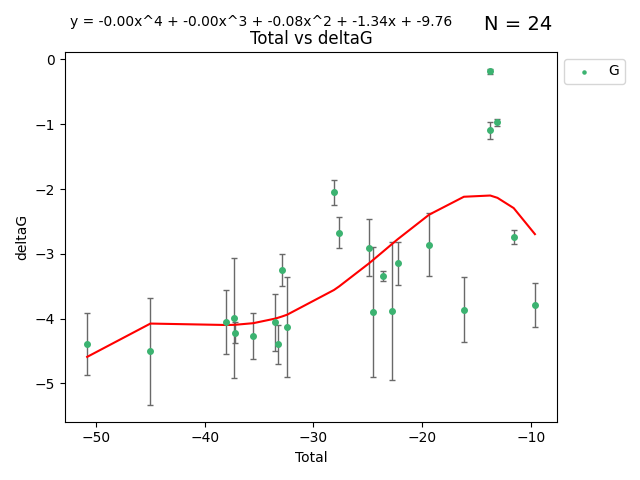 y = -0.00x^4 + -0.00x^3 + -0.08x^2 + -1.34x + -9.76
N = 24
Total vs deltaG
G
0
−1
−2
−3
−4
−5
deltaG
−50 −40 −30 −20 −10
Total